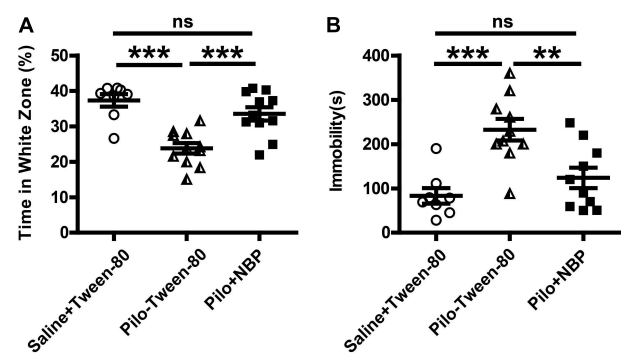 A
ns
*** ***
Time in White Zone (%)
50
40
30
20
10
0
Saline+Tween-80
Pilo-Tween-80
Pilo+NBP
B
ns
*** **
Immobility(s)
400
300
200
100
0
Saline+Tween-80
Pilo-Tween-80
Pilo+NBP